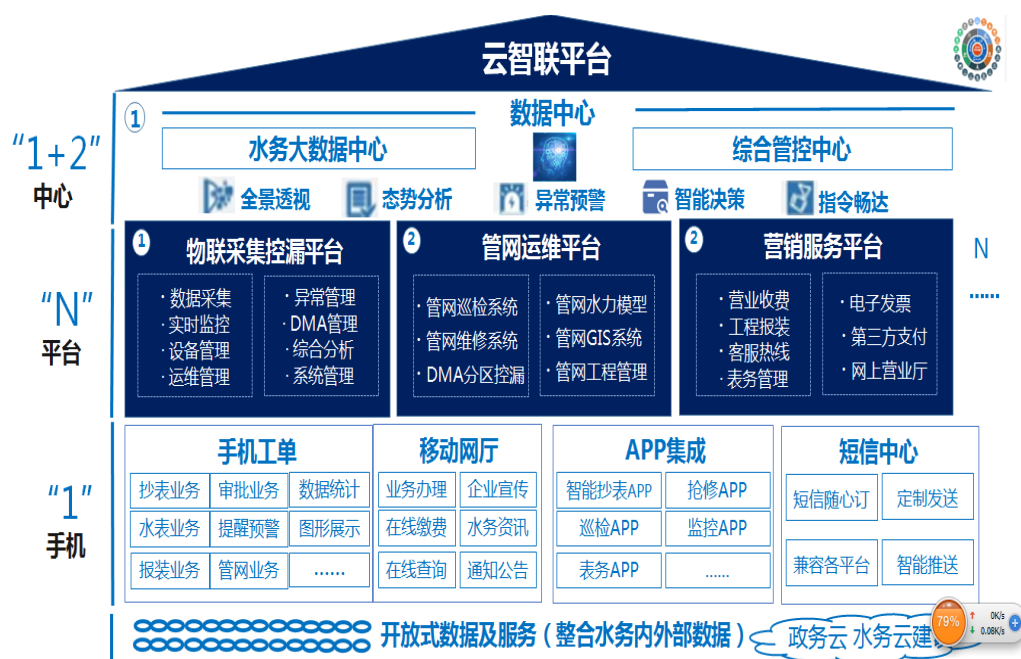 云智联平台
“1+2”
中心
1
数据中心
水务大数据中心
综合管控中心
全景透视
态势分析
异常预警
智能决策
指令畅达
“N”
平台
1
物联采集控漏平台
·数据采集
·实时监控
·设备管理
·运维管理
·异常管理
·DMA管理
·综合分析
·系统管理
2
管网运维平台
·管网巡检系统
·管网维修系统
·DMA分区控漏
·管网水力模型
·管网GIS系统
·管网工程管理
2
营销服务平台
·营业收费
·工程报装
·客服热线
·表务管理
·电子发票
·第三方支付
·网上营业厅
N
……
“1”
手机
手机工单
抄表业务 审批业务 数据统计
水表业务 提醒预警 图形展示
报装业务 管网业务 ……
移动网厅
业务办理 企业宣传
在线缴费 水务资讯
在线查询 通知公告
APP集成
智能抄表APP 抢修APP
巡检APP 监控APP
表务APP ……
短信中心
短信随心订 定制发送
兼容各平台 智能推送
开放式数据及服务（整合水务内外部数据）
政务云 水务云建
79%
0K/s
0.08K/s